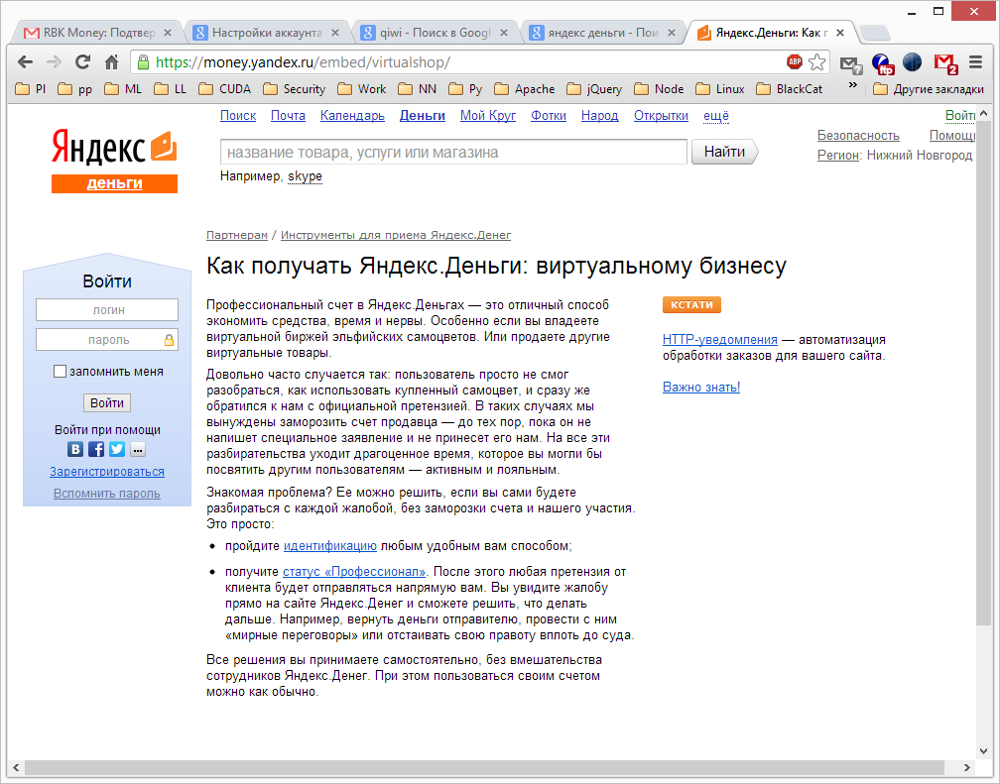 RBK Money: Подтвер
Настройки аккаунта
qiwi - Поиск в Googl
яндекс деньги - Пои
Яндекс.Деньги: Как г
https://money.yandex.ru/embed/virtualshop/
ABP
?
кр
2
PI
pp
ML
LL
CUDA
Security
Work
NN
Py
Apache
jQuery
Node
Linux
BlackCat
»
Другие закладки
Поиск Почта Календарь Деньги Мой Круг Фотки Народ Открытки ещё
Войти
Яндекс
деньги
название товара, услуги или магазина
Найти
Например, skype
Безопасность
Помощь
Регион: Нижний Новгород
Партнерам / Инструменты для приема Яндекс.Денег
Как получать Яндекс.Деньги: виртуальному бизнесу
Войти
логин
пароль
запомнить меня
Войти
Войти при помощи
В f ...
Зарегистрироваться
Вспомнить пароль
Профессиональный счет в Яндекс.Деньгах — это отличный способ
экономить средства, время и нервы. Особенно если вы владеете
виртуальной биржей эльфийских самоцветов. Или продаете другие
виртуальные товары.
Довольно часто случается так: пользователь просто не смог
разобраться, как использовать купленный самоцвет, и сразу же
обратился к нам с официальной претензией. В таких случаях мы
вынуждены заморозить счет продавца — до тех пор, пока он не
напишет специальное заявление и не принесет его нам. На все эти
разбирательства уходит драгоценное время, которое вы могли бы
посвятить другим пользователям — активным и лояльным.
Знакомая проблема? Ее можно решить, если вы сами будете
разбираться с каждой жалобой, без заморозки счета и нашего участия.
Это просто:
• пройдите идентификацию любым удобным вам способом;
• получите статус «Профессионал». После этого любая претензия от
клиента будет отправляться напрямую вам. Вы увидите жалобу
прямо на сайте Яндекс.Денег и сможете решить, что делать
дальше. Например, вернуть деньги отправителю, провести с ним
«мирные переговоры» или отстаивать свою правоту вплоть до суда.
Все решения вы принимаете самостоятельно, без вмешательства
сотрудников Яндекс.Денег. При этом пользоваться своим счетом
можно как обычно.
КСТАТИ
HTTP-уведомления — автоматизация
обработки заказов для вашего сайта.
Важно знать!